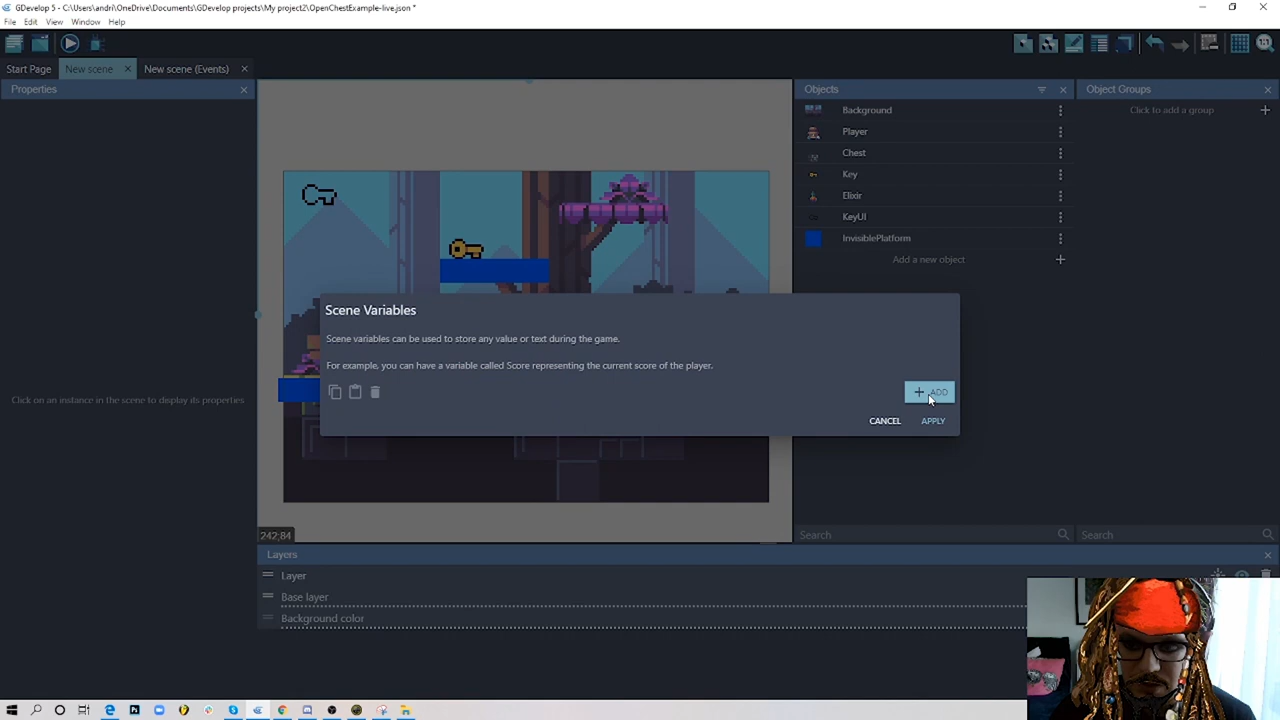 GDevelop 5 - C:\Users\andri\OneDrive\Documents\GDevelop projects\My project2\OpenChestExample-live.json *
File Edit View Window Help
Start Page New scene New scene (Events)
Properties
Objects
Object Groups
Background
Click to add a group
Player
Chest
Key
Elixir
KeyUI
InvisiblePlatform
Add a new object
Scene Variables
Scene variables can be used to store any value or text during the game.
For example, you can have a variable called Score representing the current score of the player.
ADD
Click on an instance in the scene to display its properties
CANCEL APPLY
242;84
Search
Search
Layers
Layer
Base layer
Background color